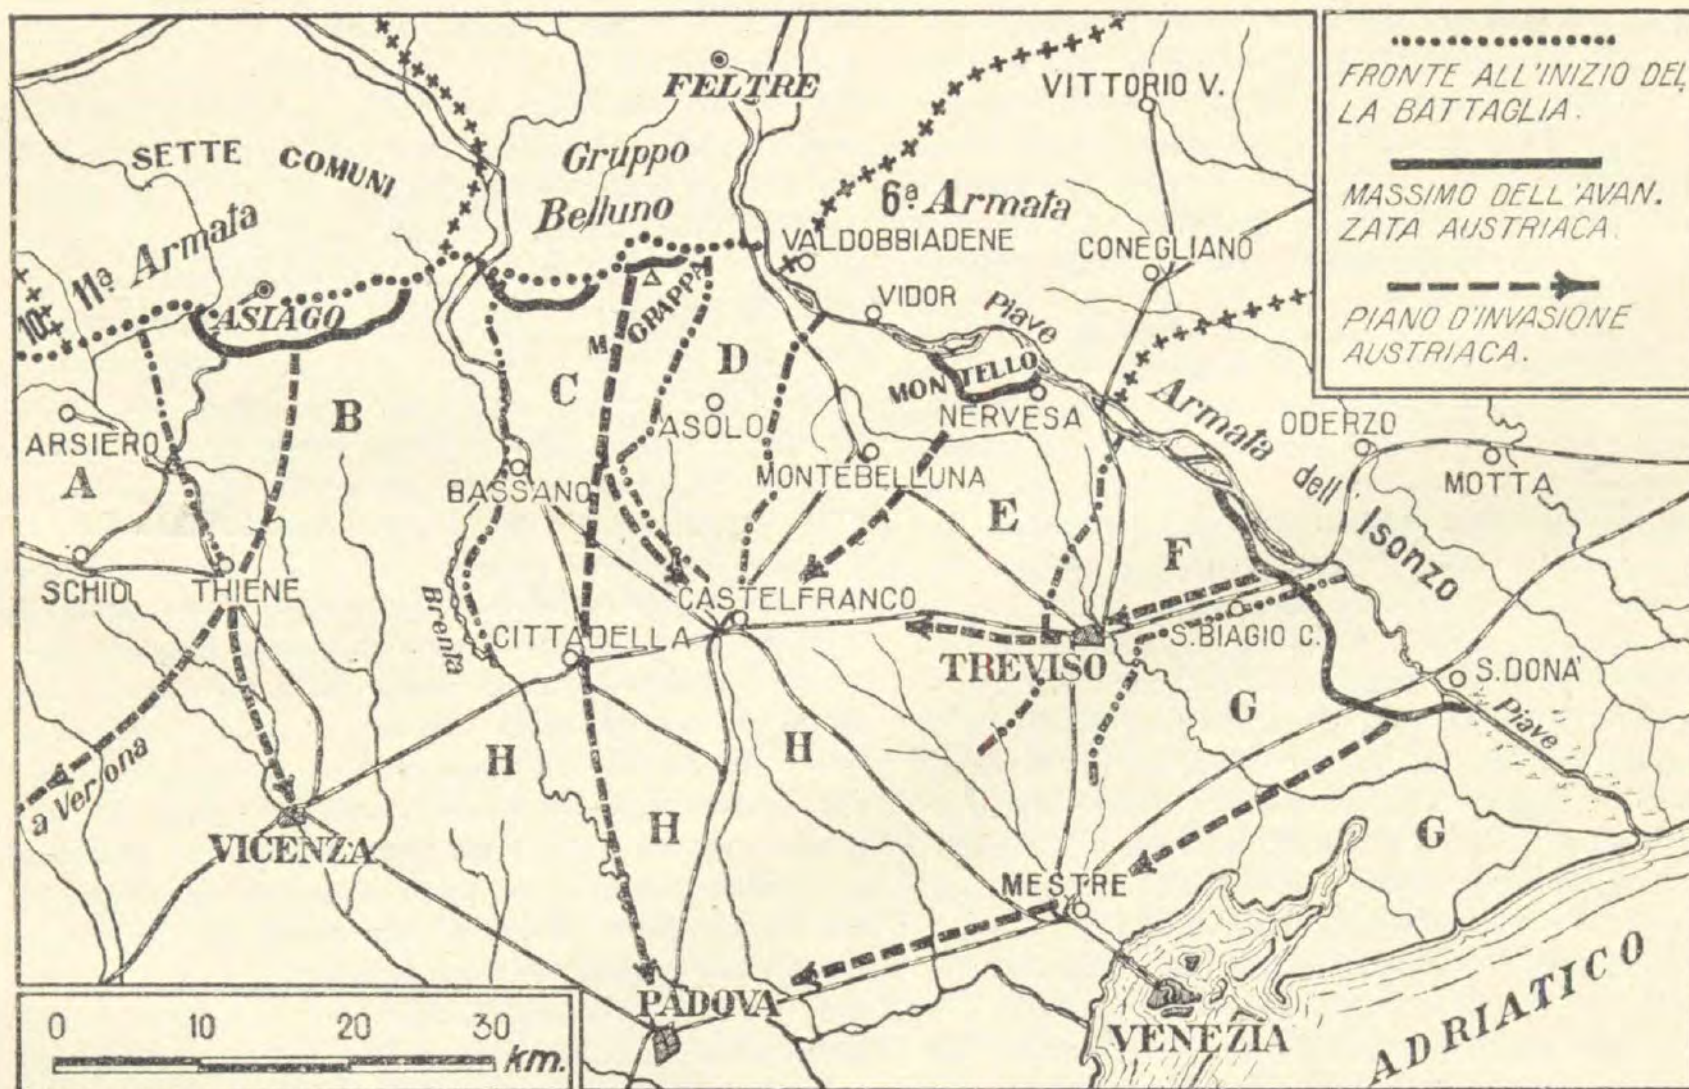 FRONTE ALL'INIZIO DEL
LA BATTAGLIA.
MASSIMO DELL'AVAN.
ZATA AUSTRIACA.
PIANO D'INVASIONE
AUSTRIACA.
FELTRE
VITTORIO V.
SETTE COMUNI
Gruppo
Belluno
6ª Armata
11ª Armata
10
VALDOBBIADENE
CONEGLIANO
ASIAGO
VIDOR
Piave
M GRAPPA
MONTELLO
NERVESA
Armata
dell'
Isonzo
ODERZO
MOTTA
ARSIERO
A
B
C
D
ASOLO
MONTEBELLUNA
BASSANO
E
F
SCHIO
THIENE
Brenta
CASTELFRANCO
CITTADELLA
TREVISO
S. BIAGIO C.
S. DONA'
Piave
G
G
H
H
H
a Verona
VICENZA
MESTRE
PADOVA
VENEZIA
ADRIATICO
0 10 20 30
km.